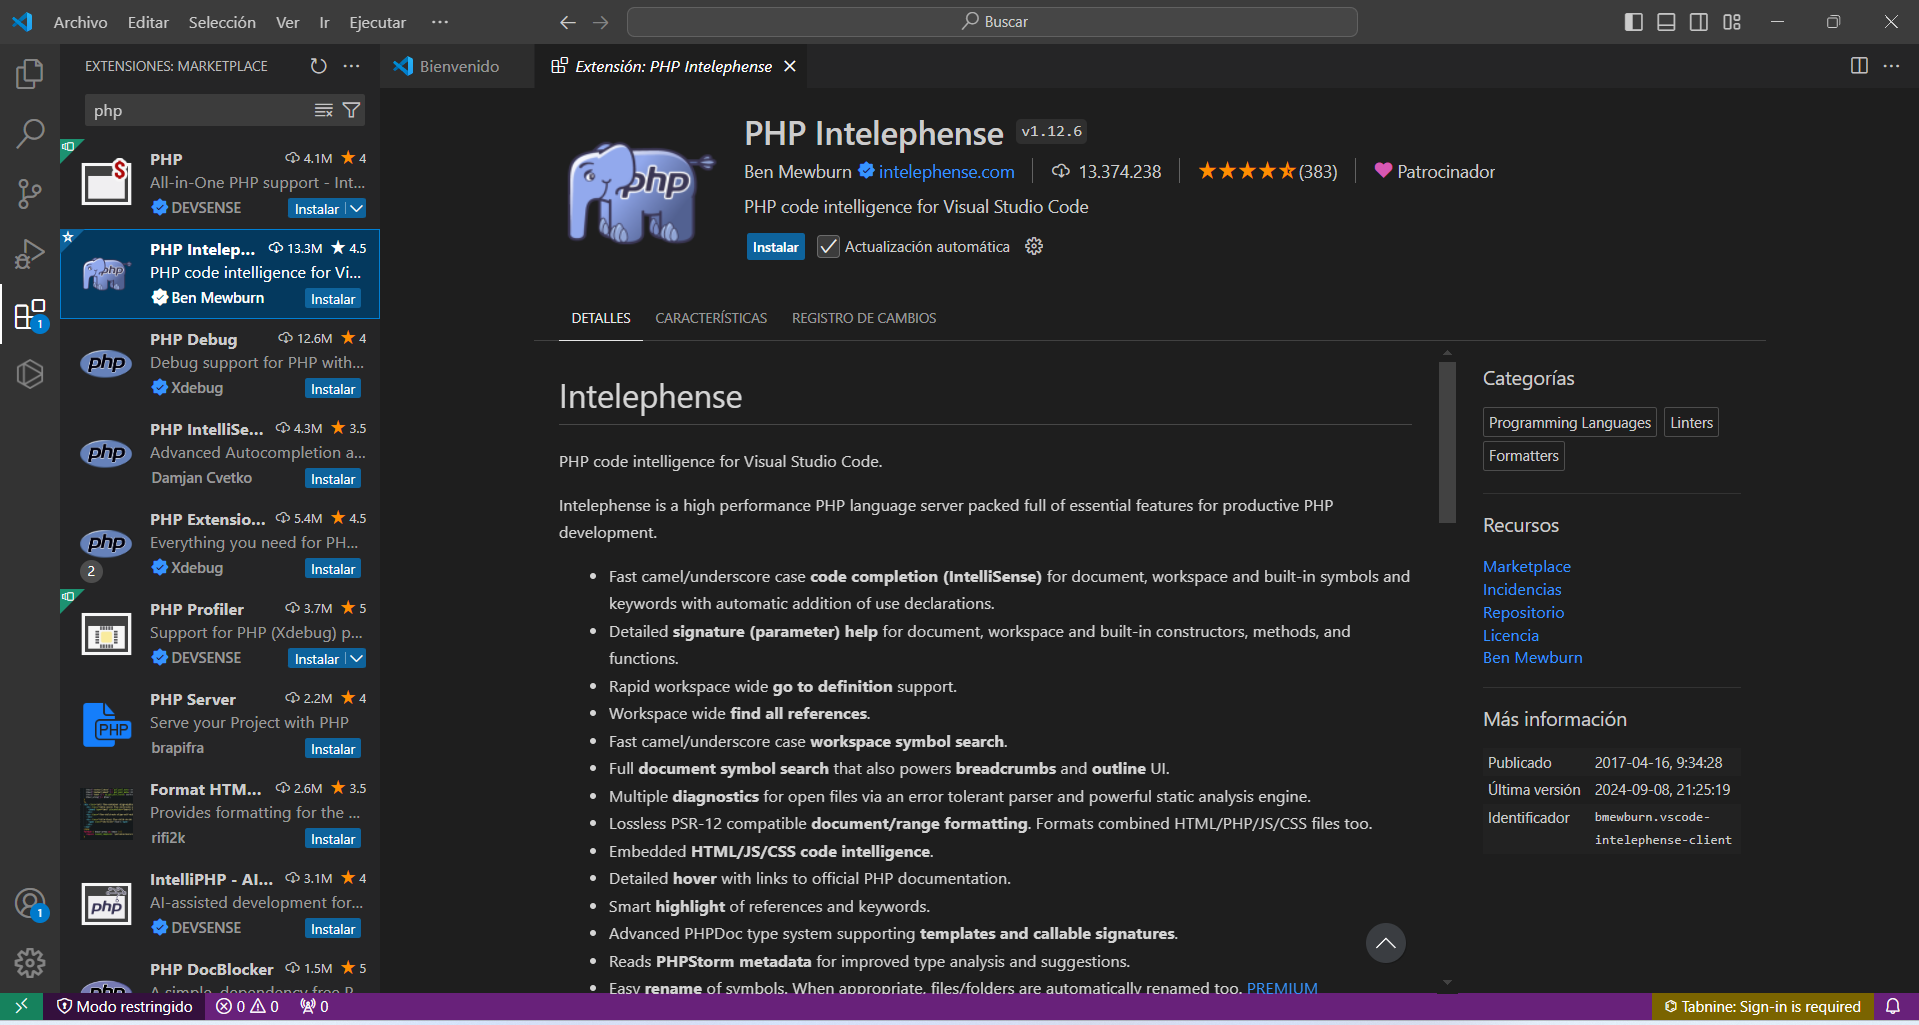 Archivo Editar Selección Ver Ir Ejecutar ···
Buscar
EXTENSIONES: MARKETPLACE
php
PHP 4.1M 4
All-in-One PHP support - Int...
DEVSENSE Instalar
PHP Intelep... 13.3M 4.5
PHP code intelligence for Vi...
Ben Mewburn Instalar
PHP Debug 12.6M 4
Debug support for PHP with...
Xdebug Instalar
PHP IntelliSe... 4.3M 3.5
Advanced Autocompletion a...
Damjan Cvetko Instalar
PHP Extensio... 5.4M 4.5
Everything you need for PH...
2 Xdebug Instalar
PHP Profiler 3.7M 5
Support for PHP (Xdebug) p...
DEVSENSE Instalar
PHP Server 2.2M 4
Serve your Project with PHP
brapifra Instalar
Format HTM... 2.6M 3.5
Provides formatting for the ...
rifi2k Instalar
IntelliPHP - AI... 3.1M 4
AI-assisted development for...
DEVSENSE Instalar
PHP DocBlocker 1.5M 5
A simple, dependency free P...
Bienvenido
Extensión: PHP Intelephense
php
PHP Intelephense v1.12.6
Ben Mewburn intelephense.com 13.374.238 (383) Patrocinador
PHP code intelligence for Visual Studio Code
Instalar Actualización automática
DETALLES CARACTERÍSTICAS REGISTRO DE CAMBIOS
Intelephense
PHP code intelligence for Visual Studio Code.
Intelephense is a high performance PHP language server packed full of essential features for productive PHP
development.
• Fast camel/underscore case code completion (IntelliSense) for document, workspace and built-in symbols and
keywords with automatic addition of use declarations.
• Detailed signature (parameter) help for document, workspace and built-in constructors, methods, and
functions.
• Rapid workspace wide go to definition support.
• Workspace wide find all references.
• Fast camel/underscore case workspace symbol search.
• Full document symbol search that also powers breadcrumbs and outline UI.
• Multiple diagnostics for open files via an error tolerant parser and powerful static analysis engine.
• Lossless PSR-12 compatible document/range formatting. Formats combined HTML/PHP/JS/CSS files too.
• Embedded HTML/JS/CSS code intelligence.
• Detailed hover with links to official PHP documentation.
• Smart highlight of references and keywords.
• Advanced PHPDoc type system supporting templates and callable signatures.
• Reads PHPStorm metadata for improved type analysis and suggestions.
• Easy rename of symbols. When appropriate, files/folders are automatically renamed too. PREMIUM
Categorías
Programming Languages Linters
Formatters
Recursos
Marketplace
Incidencias
Repositorio
Licencia
Ben Mewburn
Más información
Publicado 2017-04-16, 9:34:28
Última versión 2024-09-08, 21:25:19
Identificador bmewburn.vscode-
intelephense-client
1
1
Modo restringido 0 0 0
Tabnine: Sign-in is required